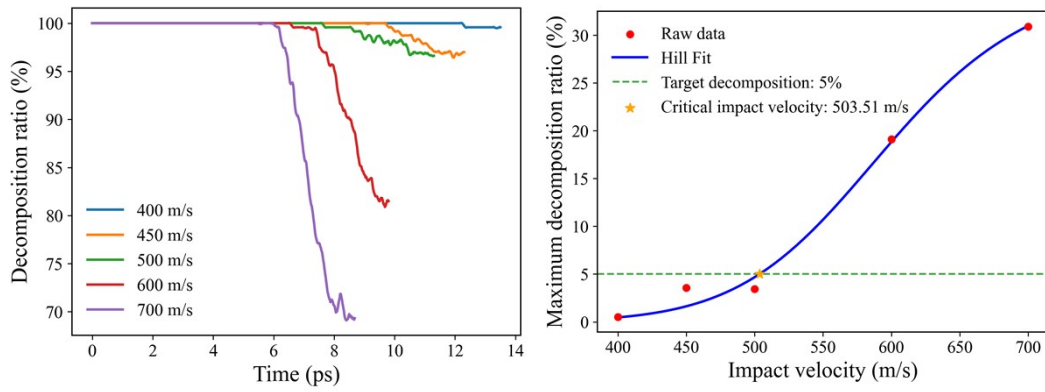 Decomposition ratio (%)
100
95
90
85
80
75
70
400 m/s
450 m/s
500 m/s
600 m/s
700 m/s
0
2
4
6
8
10
12
14
Time (ps)
Maximum decomposition ratio (%)
30
25
20
15
10
5
0
Raw data
Hill Fit
Target decomposition: 5%
Critical impact velocity: 503.51 m/s
400
450
500
550
600
650
700
Impact velocity (m/s)